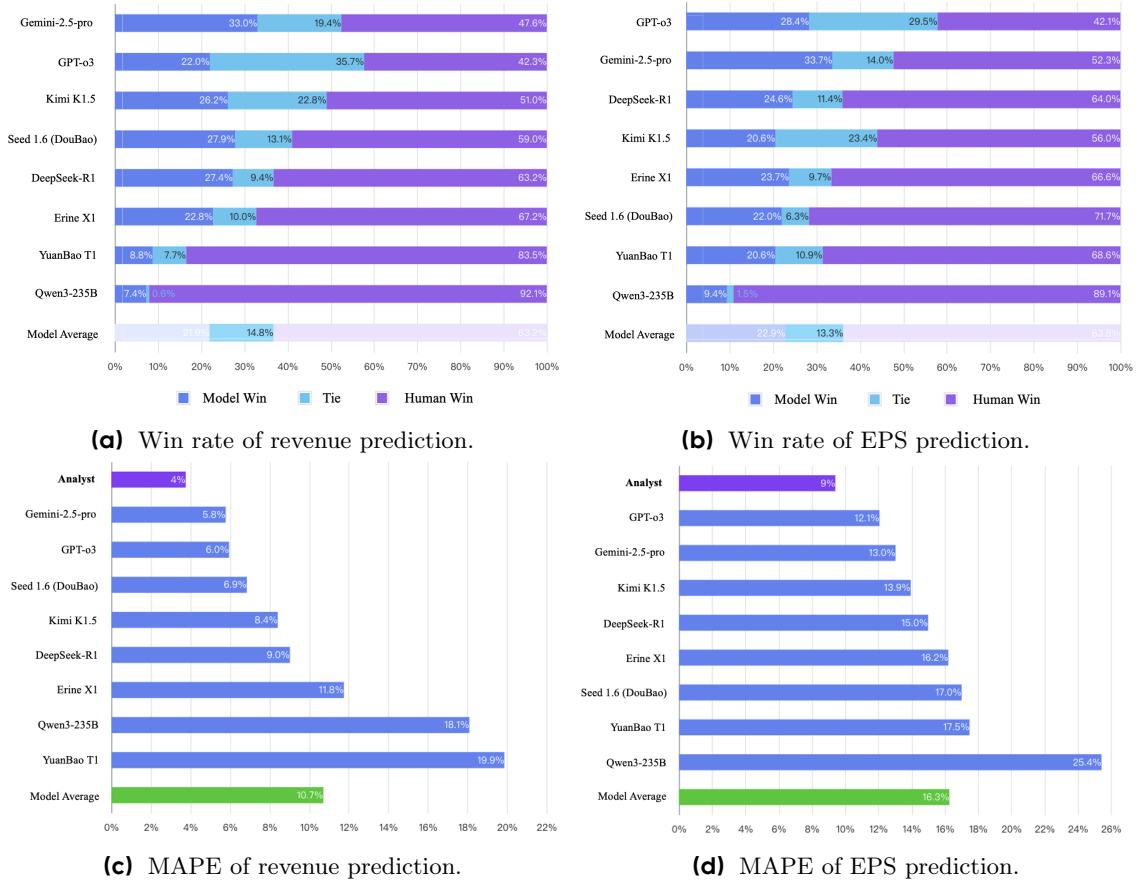 Gemini-2.5-pro 33.0% 19.4% 47.6%
GPT-o3 22.0% 35.7% 42.3%
Kimi K1.5 26.2% 22.8% 51.0%
Seed 1.6 (DouBao) 27.9% 13.1% 59.0%
DeepSeek-R1 27.4% 9.4% 63.2%
Erine X1 22.8% 10.0% 67.2%
YuanBao T1 8.8% 7.7% 83.5%
Qwen3-235B 7.4% 0.6% 92.1%
Model Average 21.9% 14.8% 63.2%
0% 10% 20% 30% 40% 50% 60% 70% 80% 90% 100%
Model Win Tie Human Win
(a) Win rate of revenue prediction.
GPT-o3 28.4% 29.5% 42.1%
Gemini-2.5-pro 33.7% 14.0% 52.3%
DeepSeek-R1 24.6% 11.4% 64.0%
Kimi K1.5 20.6% 23.4% 56.0%
Erine X1 23.7% 9.7% 66.6%
Seed 1.6 (DouBao) 22.0% 6.3% 71.7%
YuanBao T1 20.6% 10.9% 68.6%
Qwen3-235B 9.4% 1.5% 89.1%
Model Average 22.9% 13.3% 63.8%
0% 10% 20% 30% 40% 50% 60% 70% 80% 90% 100%
Model Win Tie Human Win
(b) Win rate of EPS prediction.
Analyst 4%
Gemini-2.5-pro 5.8%
GPT-o3 6.0%
Seed 1.6 (DouBao) 6.9%
Kimi K1.5 8.4%
DeepSeek-R1 9.0%
Erine X1 11.8%
Qwen3-235B 18.1%
YuanBao T1 19.9%
Model Average 10.7%
0% 2% 4% 6% 8% 10% 12% 14% 16% 18% 20% 22%
(c) MAPE of revenue prediction.
Analyst 9%
GPT-o3 12.1%
Gemini-2.5-pro 13.0%
Kimi K1.5 13.9%
DeepSeek-R1 15.0%
Erine X1 16.2%
Seed 1.6 (DouBao) 17.0%
YuanBao T1 17.5%
Qwen3-235B 25.4%
Model Average 16.3%
0% 2% 4% 6% 8% 10% 12% 14% 16% 18% 20% 22% 24% 26%
(d) MAPE of EPS prediction.